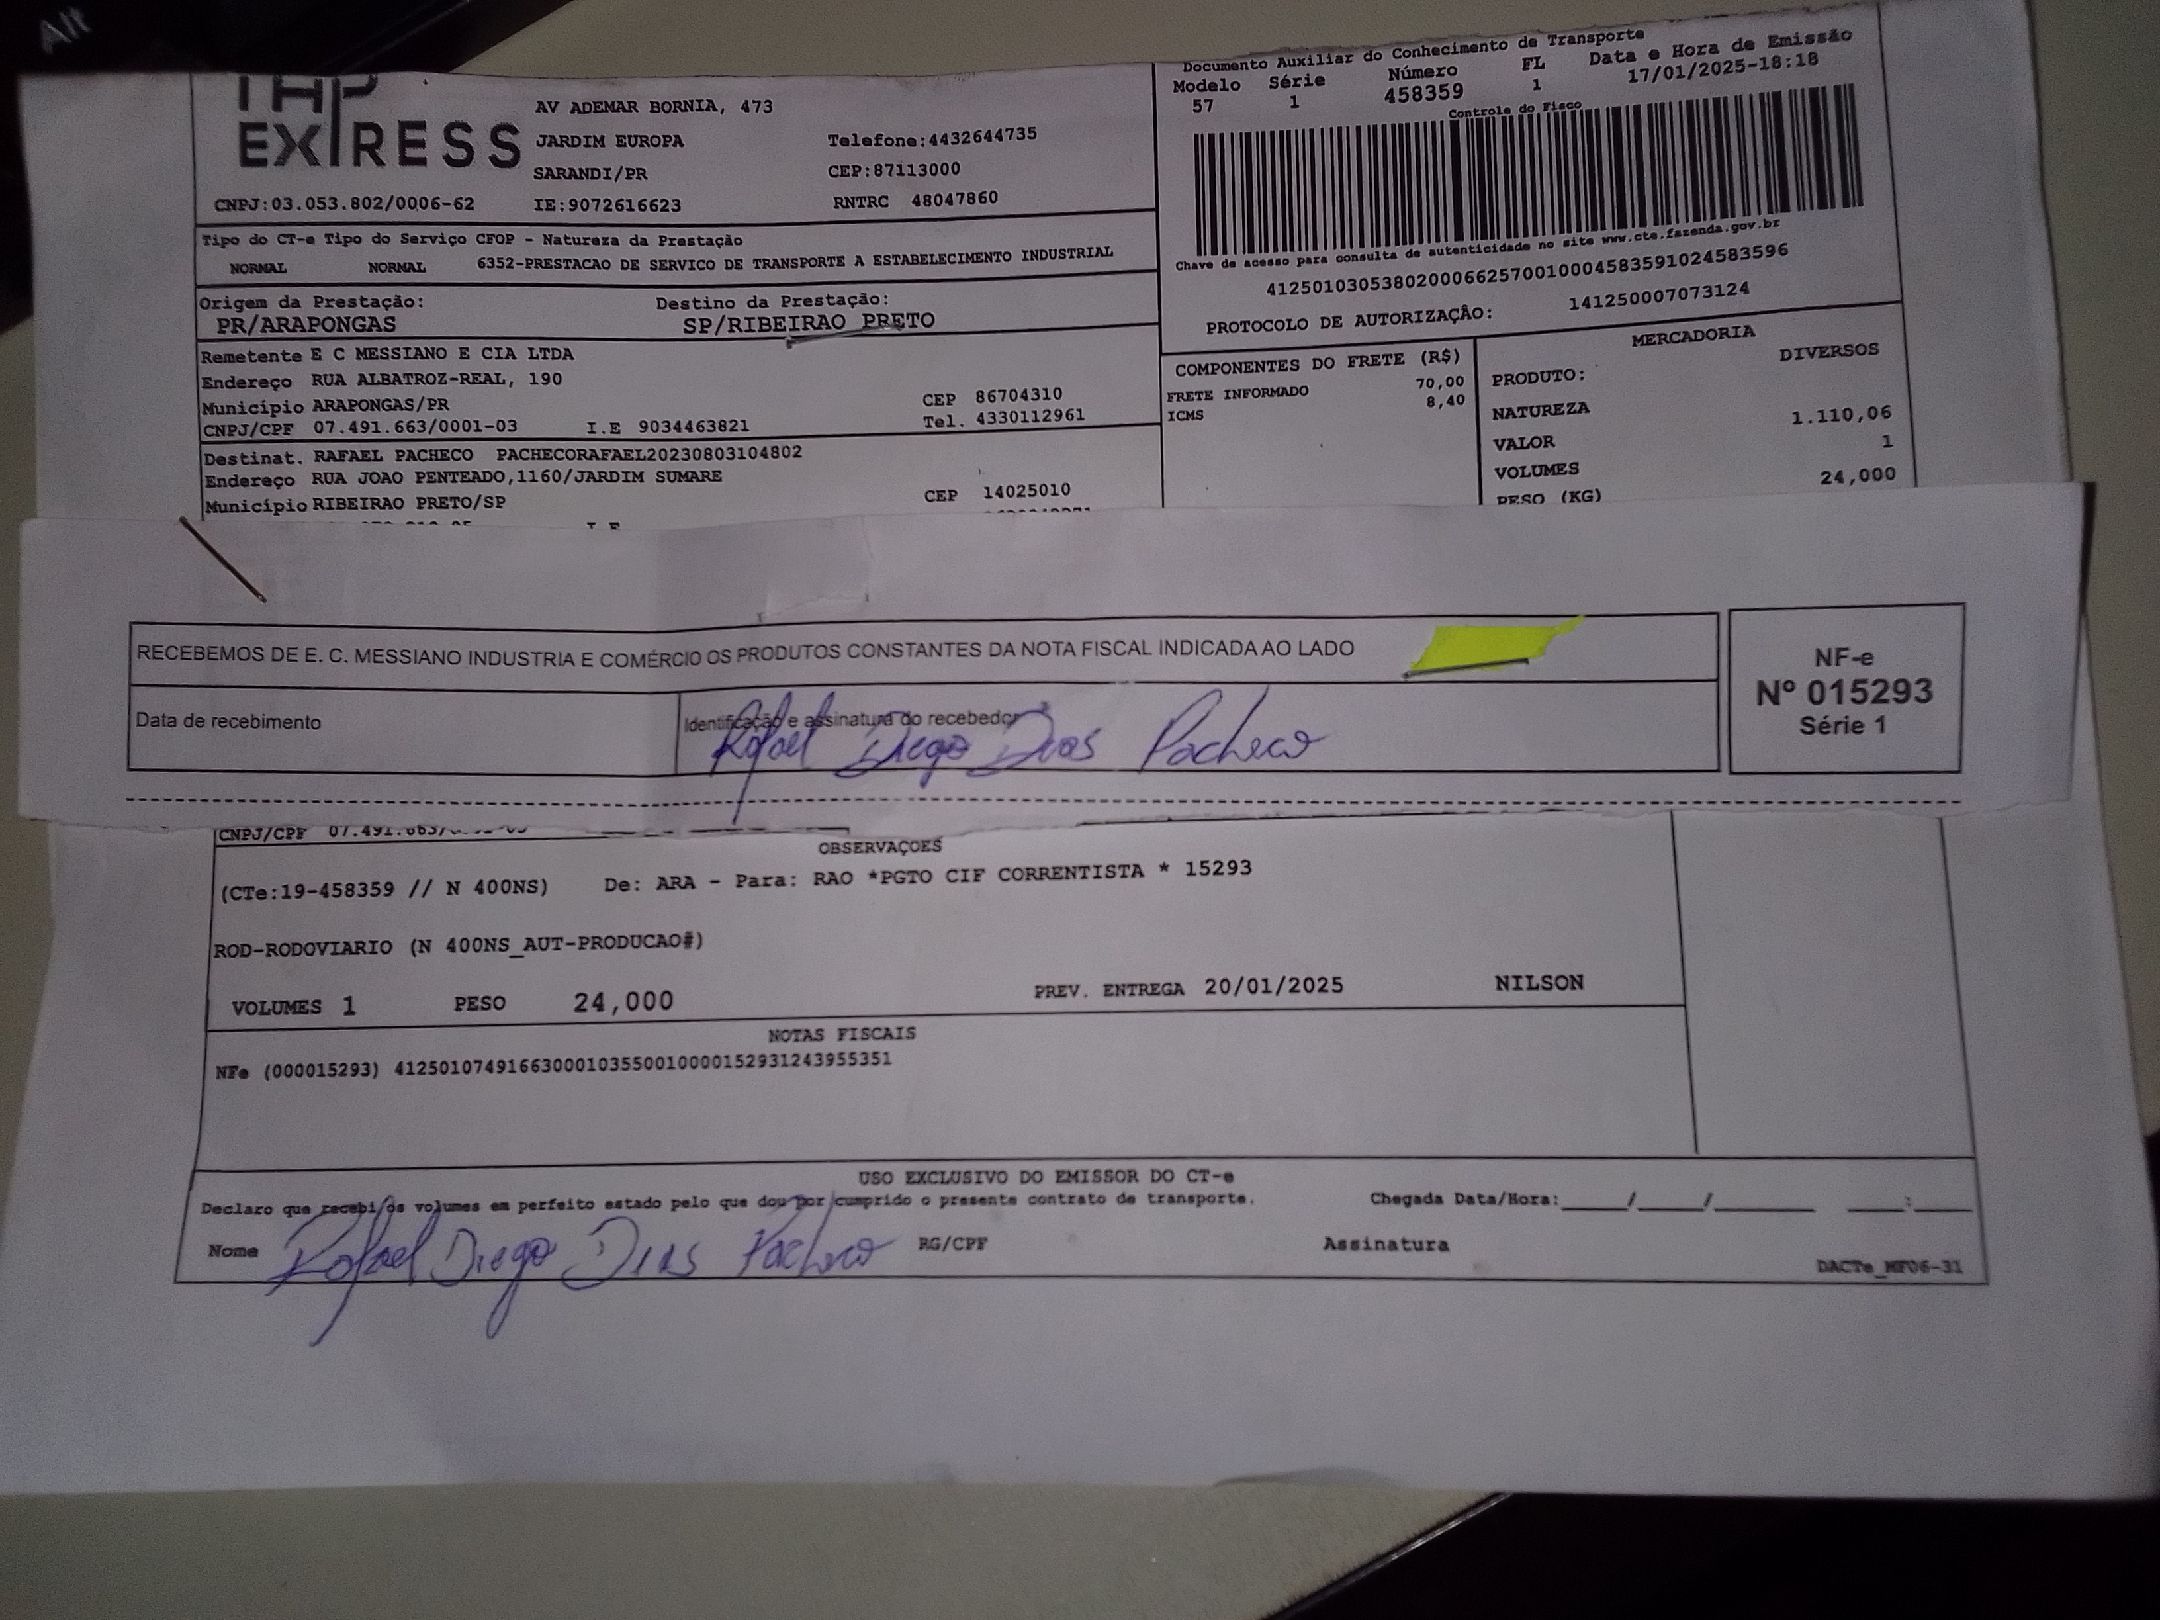 Alt
THP
EXPRESS
AV ADEMAR BORNIA, 473
JARDIM EUROPA Telefone:4432644735
SARANDI/PR CEP:87113000
CNPJ:03.053.802/0006-62 IE:9072616623 RNTRC 48047860
Documento Auxiliar do Conhecimento de Transporte
Modelo Série Número FL Data e Hora de Emissão
57 1 458359 1 17/01/2025-18:18
Controle do Fisco
Chave de acesso para consulta de autenticidade no site www.cte.fazenda.gov.br
41250103053802000662570010004583591024583596
PROTOCOLO DE AUTORIZAÇÂO: 141250007073124
Tipo do CT-e Tipo do Serviço CFOP - Natureza da Prestação
NORMAL NORMAL 6352-PRESTACAO DE SERVICO DE TRANSPORTE A ESTABELECIMENTO INDUSTRIAL
Origem da Prestação: Destino da Prestação:
PR/ARAPONGAS SP/RIBEIRAO PRETO
Remetente E C MESSIANO E CIA LTDA
Endereço RUA ALBATROZ-REAL, 190
Município ARAPONGAS/PR CEP 86704310
CNPJ/CPF 07.491.663/0001-03 I.E 9034463821 Tel. 4330112961
Destinat. RAFAEL PACHECO PACHECORAFAEL20230803104802
Endereço RUA JOAO PENTEADO,1160/JARDIM SUMARE
Município RIBEIRAO PRETO/SP CEP 14025010
COMPONENTES DO FRETE (R$)
FRETE INFORMADO 70,00
ICMS 8,40
MERCADORIA
PRODUTO: DIVERSOS
NATUREZA
VALOR 1.110,06
VOLUMES 1
PESO (KG) 24,000
RECEBEMOS DE E. C. MESSIANO INDUSTRIA E COMÉRCIO OS PRODUTOS CONSTANTES DA NOTA FISCAL INDICADA AO LADO
Data de recebimento Identificação e assinatura do recebedor
Rafael Diego Dias Pacheco
NF-e
Nº 015293
Série 1
CNPJ/CPF
OBSERVAÇOES
(CTe:19-458359 // N 400NS) De: ARA - Para: RAO *PGTO CIF CORRENTISTA * 15293
ROD-RODOVIARIO (N 400NS_AUT-PRODUCAO#)
VOLUMES 1 PESO 24,000 PREV. ENTREGA 20/01/2025 NILSON
NOTAS FISCAIS
NFe (000015293) 41250107491663000103550010000152931243955351
USO EXCLUSIVO DO EMISSOR DO CT-e
Declaro que recebi os volumes em perfeito estado pelo que dou por cumprido o presente contrato de transporte. Chegada Data/Hora:____/____/______ ____:____
Nome Rafael Diego Dias Pacheco RG/CPF Assinatura
DACTe_MF06-31